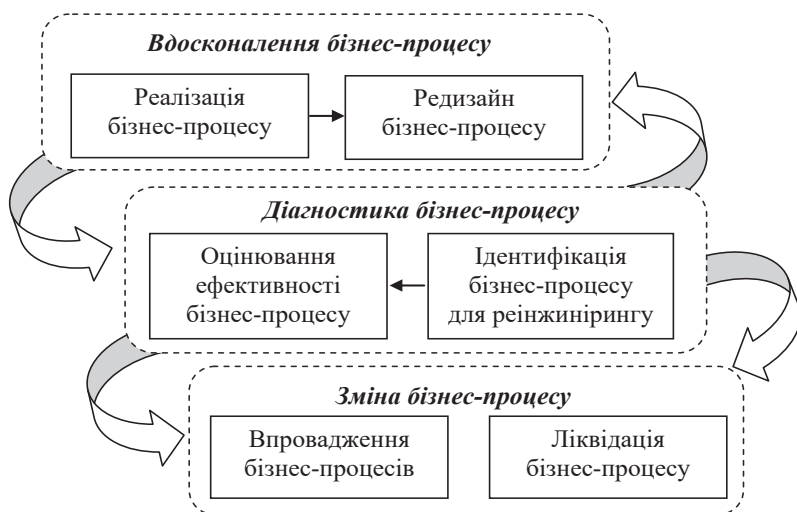 Вдосконалення бізнес-процесу
Реалізація
бізнес-процесу
Редизайн
бізнес-процесу
Діагностика бізнес-процесу
Оцінювання
ефективності
бізнес-процесу
Ідентифікація
бізнес-процесу
для реінжинірингу
Зміна бізнес-процесу
Впровадження
бізнес-процесів
Ліквідація
бізнес-процесу